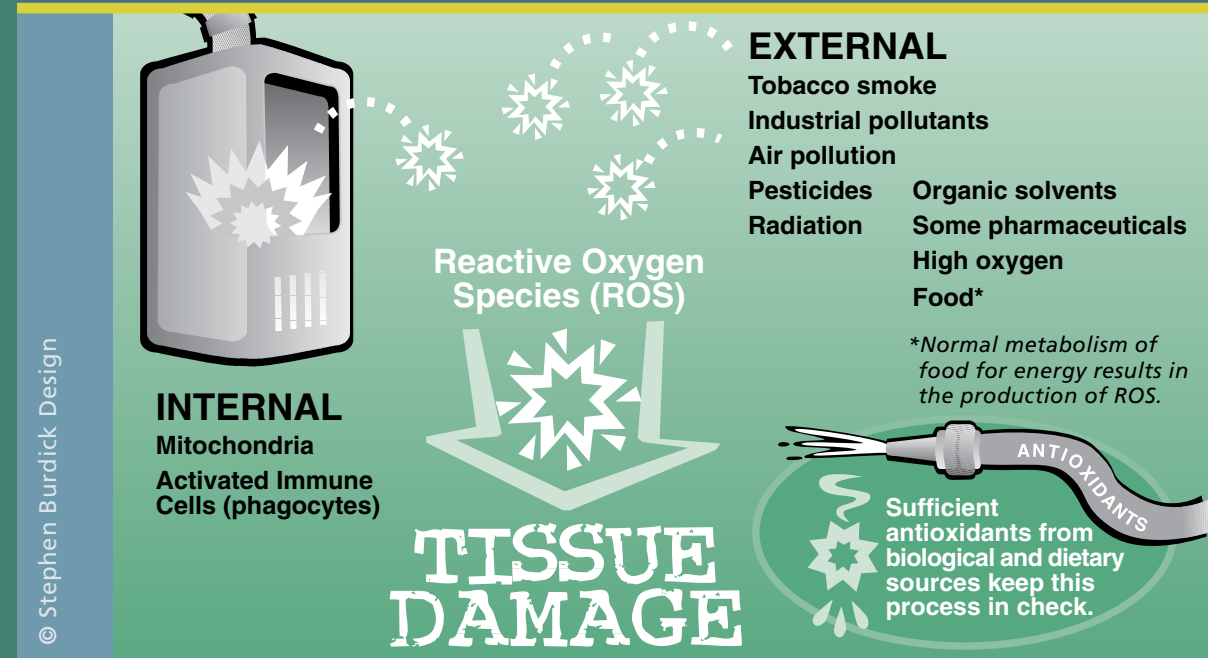 EXTERNAL
Tobacco smoke
Industrial pollutants
Air pollution
Pesticides Organic solvents
Radiation Some pharmaceuticals
High oxygen
Food*
*Normal metabolism of
food for energy results in
the production of ROS.
Reactive Oxygen
Species (ROS)
INTERNAL
Mitochondria
Activated Immune
Cells (phagocytes)
TISSUE
DAMAGE
ANTIOXIDANTS
Sufficient
antioxidants from
biological and dietary
sources keep this
process in check.
© Stephen Burdick Design